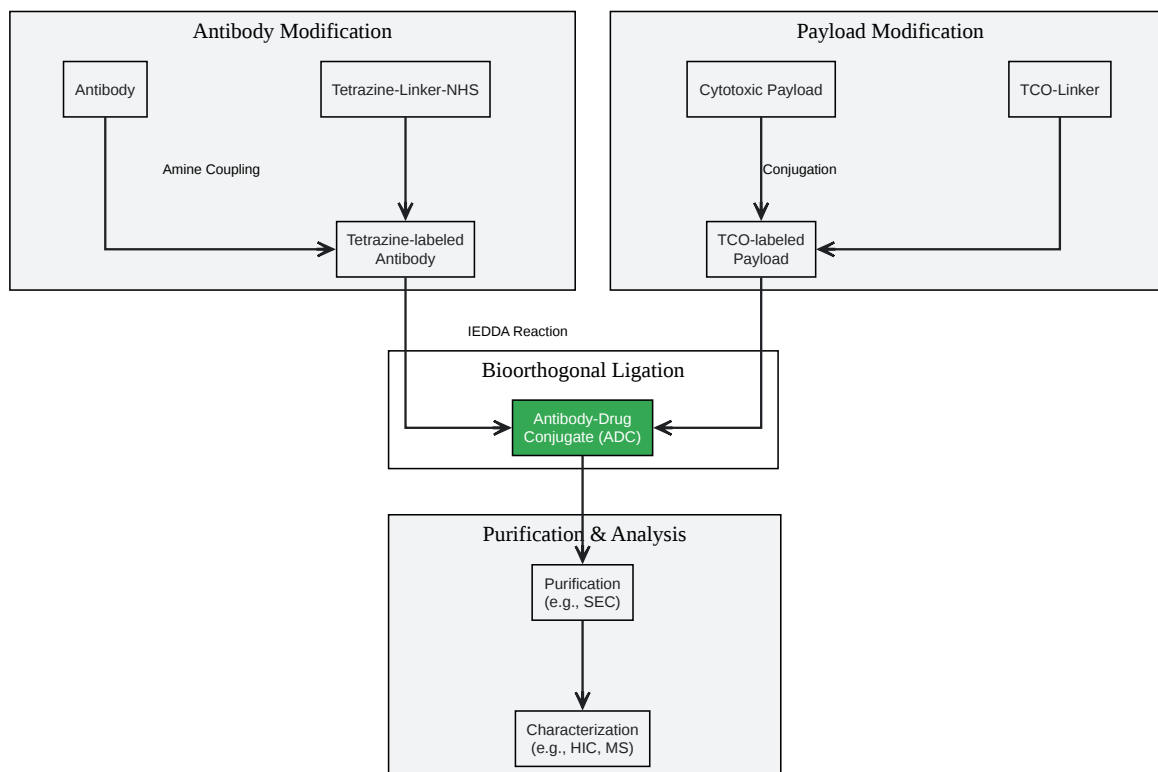 Antibody Modification
Antibody
Tetrazine-Linker-NHS
Amine Coupling
Tetrazine-labeled
Antibody
Payload Modification
Cytotoxic Payload
TCO-Linker
Conjugation
TCO-labeled
Payload
IEDDA Reaction
Bioorthogonal Ligation
Antibody-Drug
Conjugate (ADC)
Purification & Analysis
Purification
(e.g., SEC)
Characterization
(e.g., HIC, MS)